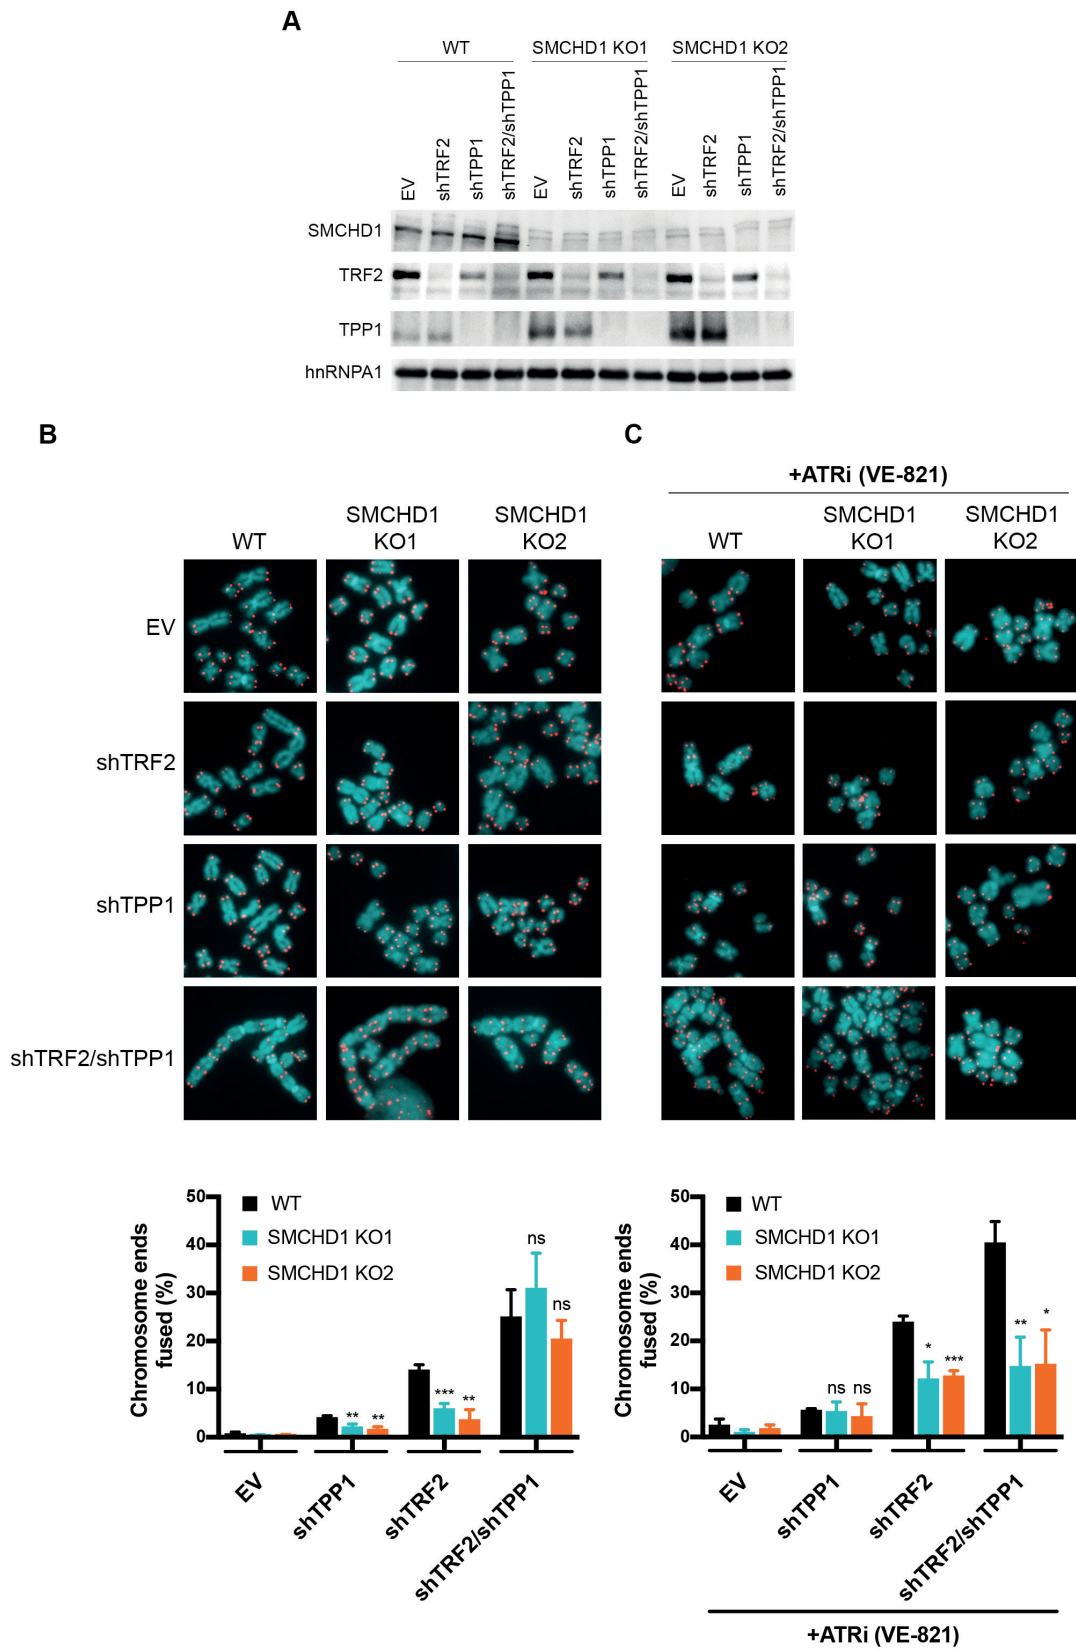 A
WT SMCHD1 KO1 SMCHD1 KO2
EV shTRF2 shTPP1 shTRF2/shTPP1 EV shTRF2 shTPP1 shTRF2/shTPP1 EV shTRF2 shTPP1 shTRF2/shTPP1
SMCHD1
TRF2
TPP1
hnRNPA1
B
WT SMCHD1 KO1 SMCHD1 KO2
EV
shTRF2
shTPP1
shTRF2/shTPP1
Chromosome ends
fused (%)
50
40
30
20
10
0
WT
SMCHD1 KO1
SMCHD1 KO2
** **
*** **
ns ns
EV shTPP1 shTRF2 shTRF2/shTPP1
C
+ATRi (VE-821)
WT SMCHD1 KO1 SMCHD1 KO2
Chromosome ends
fused (%)
50
40
30
20
10
0
WT
SMCHD1 KO1
SMCHD1 KO2
ns ns
* ***
** *
EV shTPP1 shTRF2 shTRF2/shTPP1
+ATRi (VE-821)